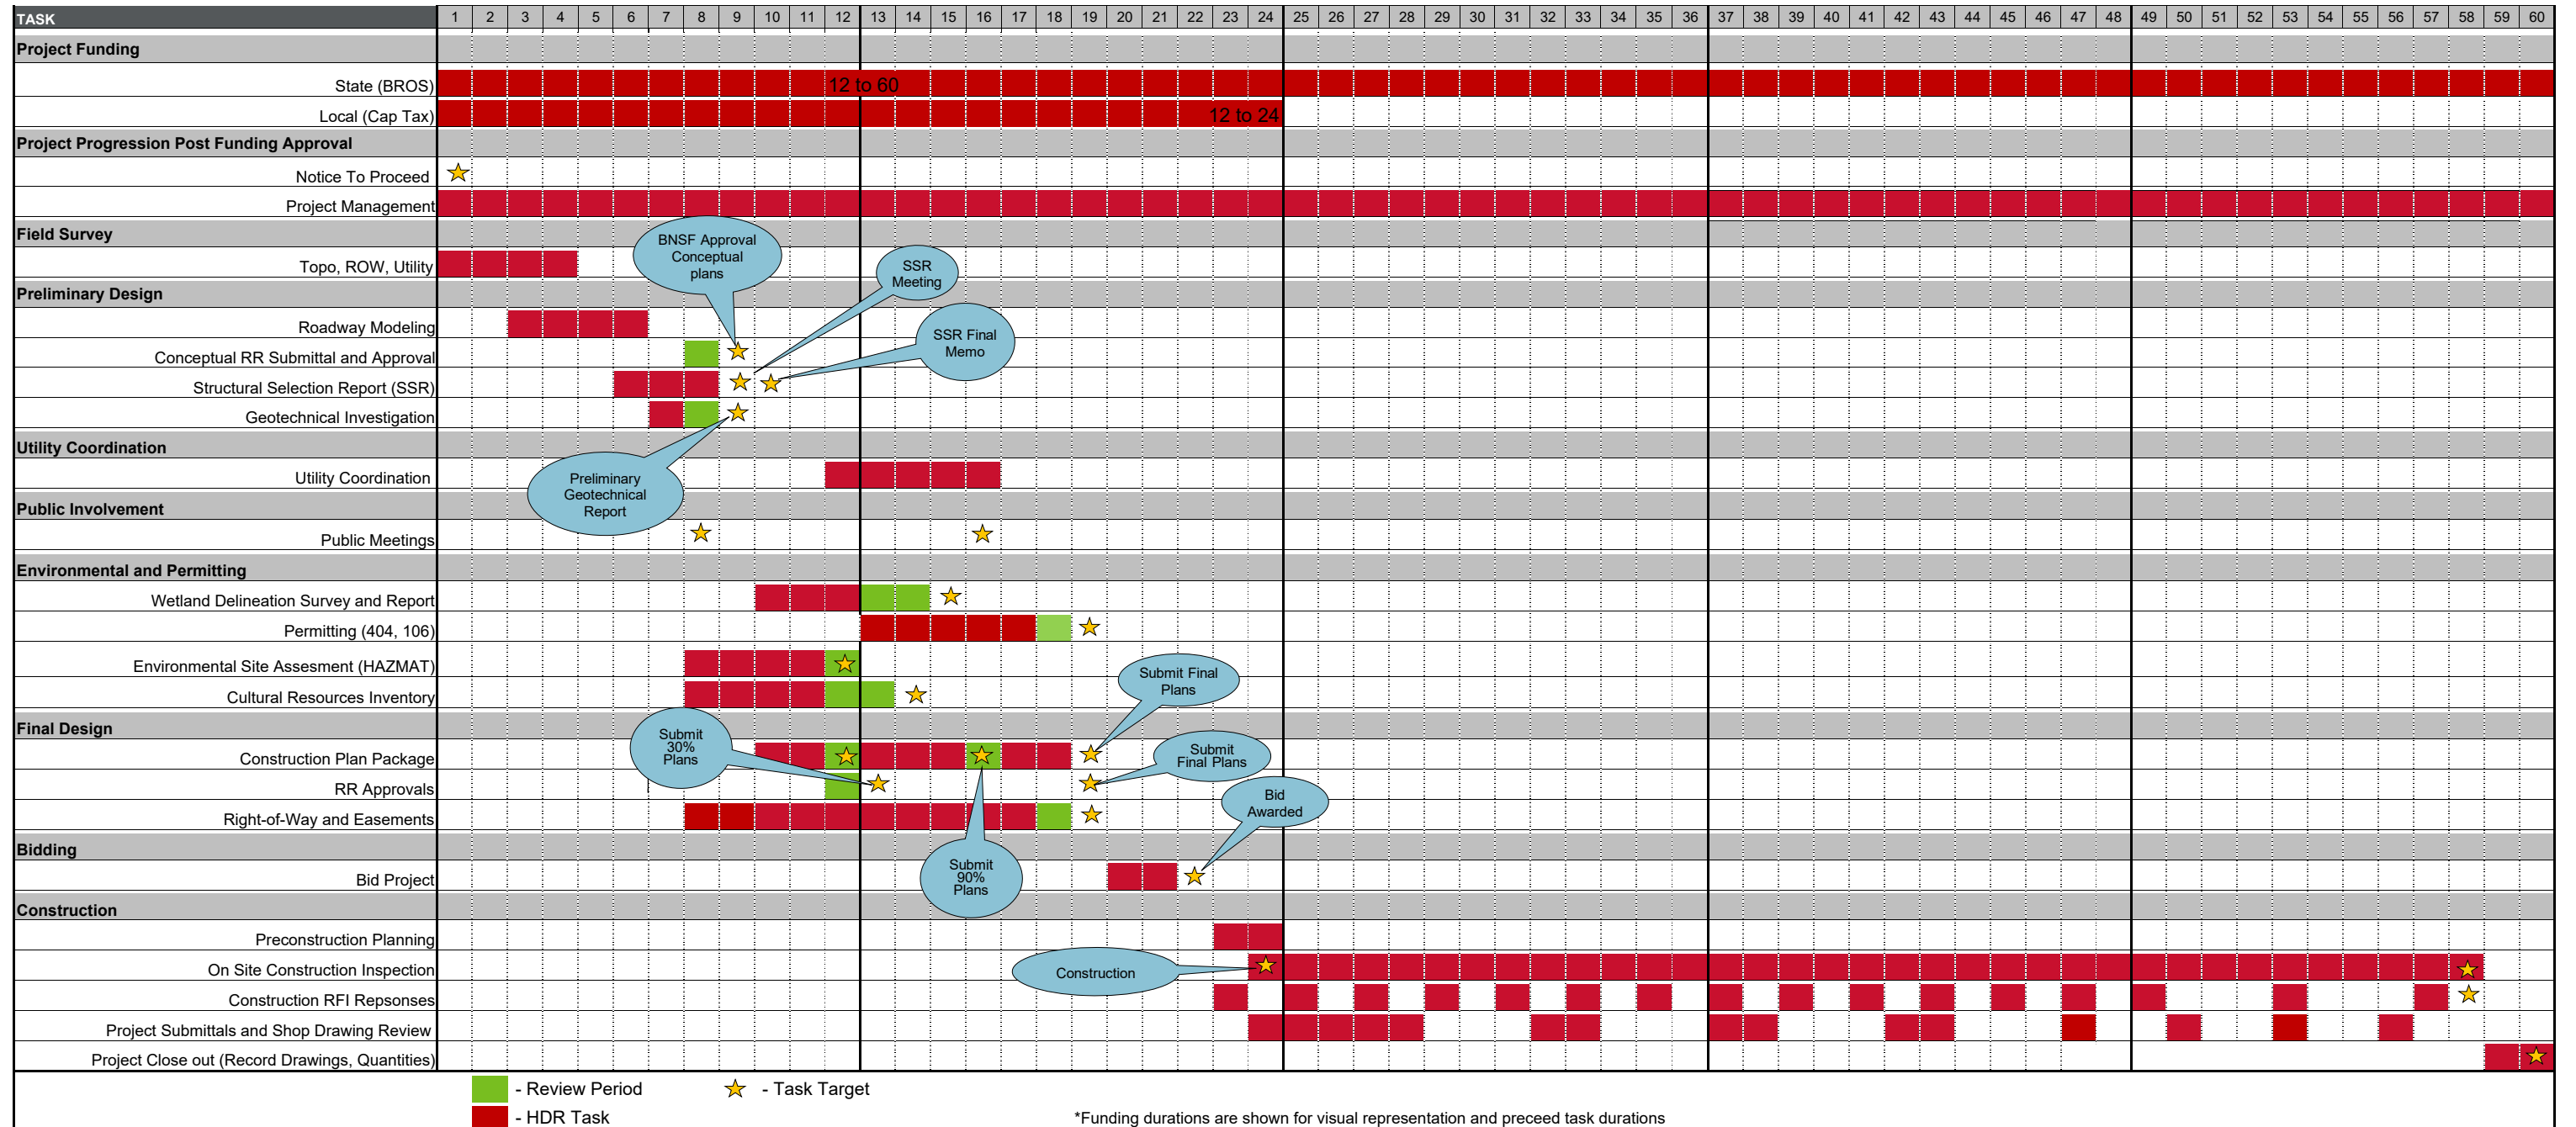 TASK 1 2 3 4 5 6 7 8 9 10 11 12 13 14 15 16 17 18 19 20 21 22 23 24 25 26 27 28 29 30 31 32 33 34 35 36 37 38 39 40 41 42 43 44 45 46 47 48 49 50 51 52 53 54 55 56 57 58 59 60
Project Funding
State (BROS) 12 to 60
Local (Cap Tax) 12 to 24
Project Progression Post Funding Approval
Notice To Proceed
Project Management
Field Survey
Topo, ROW, Utility
BNSF Approval
Conceptual
plans
SSR
Meeting
Preliminary Design
Roadway Modeling
SSR Final
Memo
Conceptual RR Submittal and Approval
Structural Selection Report (SSR)
Geotechnical Investigation
Utility Coordination
Utility Coordination
Preliminary
Geotechnical
Report
Public Involvement
Public Meetings
Environmental and Permitting
Wetland Delineation Survey and Report
Permitting (404, 106)
Environmental Site Assesment (HAZMAT)
Cultural Resources Inventory
Submit Final
Plans
Final Design
Submit
30%
Plans
Construction Plan Package
Submit
Final Plans
RR Approvals
Right-of-Way and Easements
Bid
Awarded
Bidding
Bid Project
Submit
90%
Plans
Construction
Preconstruction Planning
On Site Construction Inspection
Construction
Construction RFI Repsonses
Project Submittals and Shop Drawing Review
Project Close out (Record Drawings, Quantities)
- Review Period - Task Target
- HDR Task *Funding durations are shown for visual representation and preceed task durations